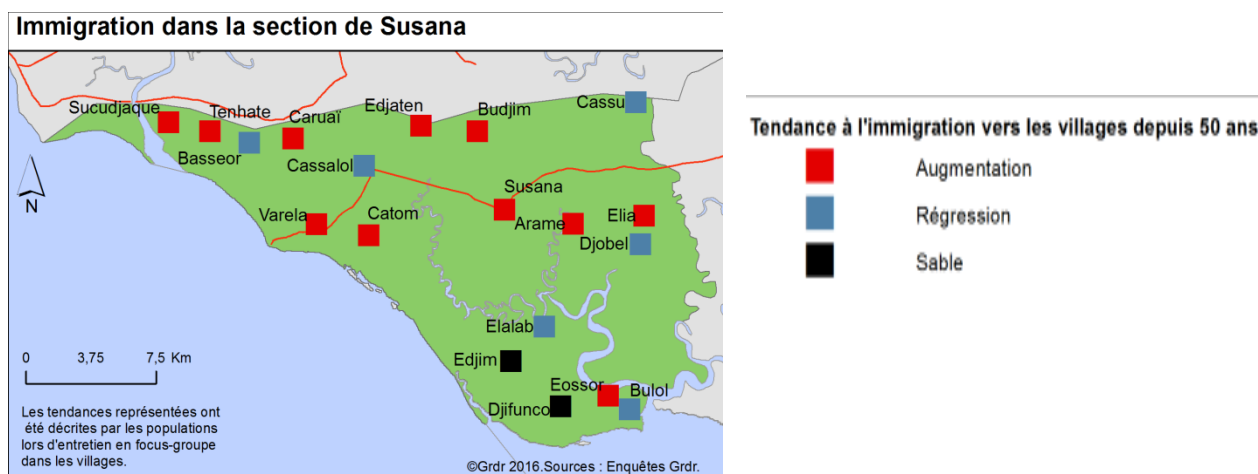 Immigration dans la section de Susana
Sucudjaque
Tenhate
Basseor
Caruaï
Edjaten
Budjim
Cassu
Cassalol
Susana
Varela
Catom
Arame
Elia
Djobel
N
Elalab
Edjim
Eossor
Bulol
Djifunco
0 3,75 7,5 Km
Les tendances représentées ont
été décrites par les populations
lors d'entretien en focus-groupe
dans les villages.
©Grdr 2016.Sources : Enquêtes Grdr.
Tendance à l'immigration vers les villages depuis 50 ans
Augmentation
Régression
Sable